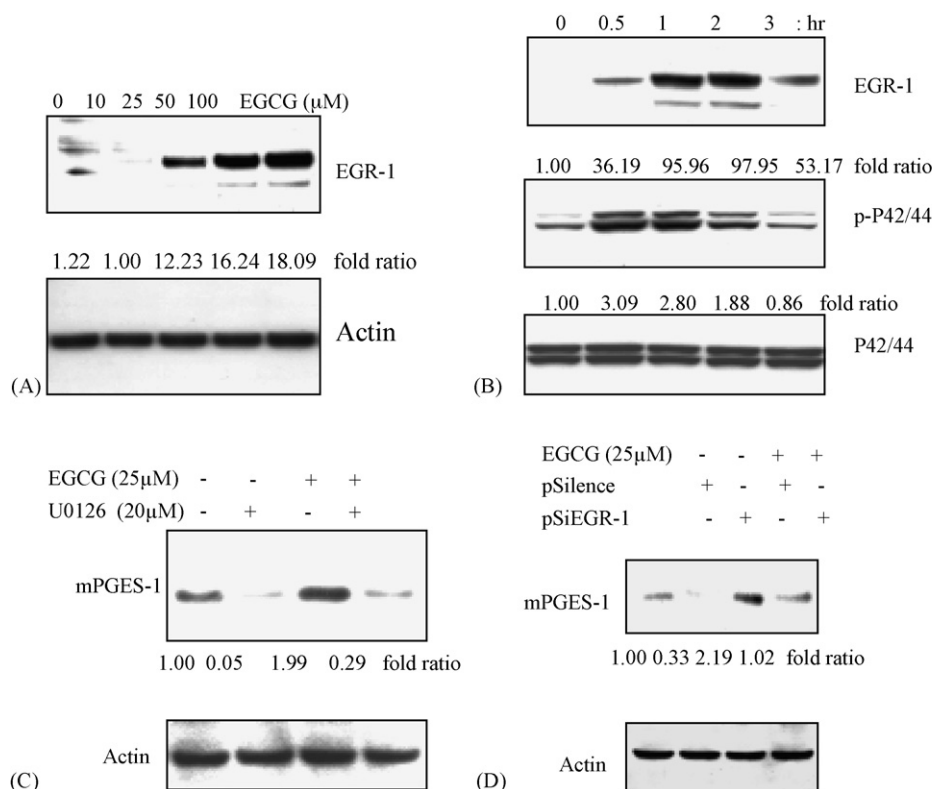 0 10 25 50 100 EGCG (µM)
EGR-1
1.22 1.00 12.23 16.24 18.09 fold ratio
Actin
(A)
0 0.5 1 2 3 : hr
EGR-1
1.00 36.19 95.96 97.95 53.17 fold ratio
p-P42/44
1.00 3.09 2.80 1.88 0.86 fold ratio
P42/44
(B)
EGCG (25µM) - - + +
U0126 (20µM) - + - +
mPGES-1
1.00 0.05 1.99 0.29 fold ratio
Actin
(C)
EGCG (25µM) - - + +
pSilence + - + -
pSiEGR-1 - + - +
mPGES-1
1.00 0.33 2.19 1.02 fold ratio
Actin
(D)